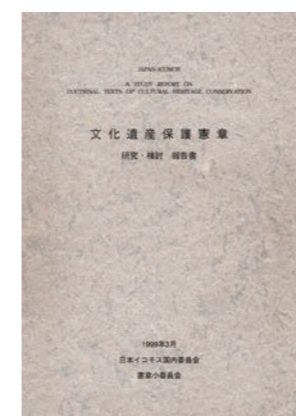 JAPAN-ICOMOS
A STUDY REPORT ON
DOCTRINAL TEXTS OF CULTURAL HERITAGE CONSERVATION
文化遺産保護憲章
研究・検討 報告書
1999年3月
日本イコモス国内委員会
憲章小委員会